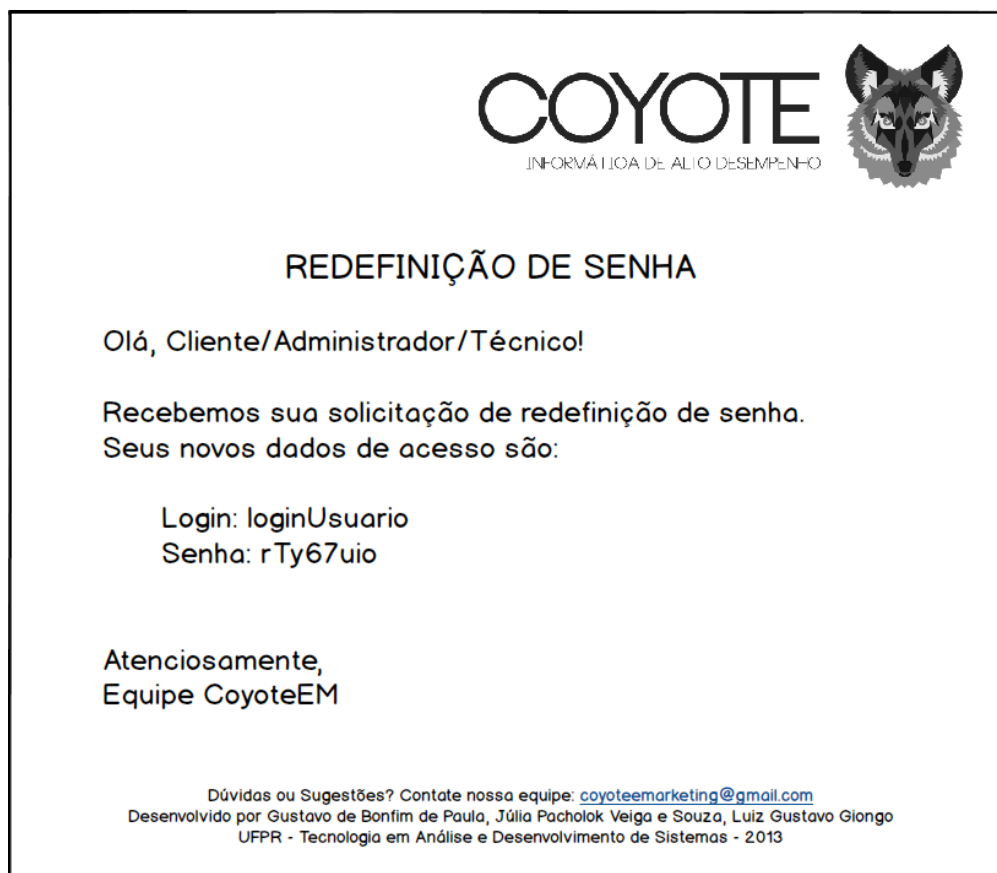 COYOTE
INFORMÁTICA DE ALTO DESEMPENHO
REDEFINIÇÃO DE SENHA
Olá, Cliente/Administrador/Técnico!
Recebemos sua solicitação de redefinição de senha.
Seus novos dados de acesso são:
Login: loginUsuario
Senha: rTy67uio
Atenciosamente,
Equipe CoyoteEM
Dúvidas ou Sugestões? Contate nossa equipe: coyoteemarketing@gmail.com
Desenvolvido por Gustavo de Bonfim de Paula, Júlia Pacholok Veiga e Souza, Luiz Gustavo Giongo
UFPR - Tecnologia em Análise e Desenvolvimento de Sistemas - 2013